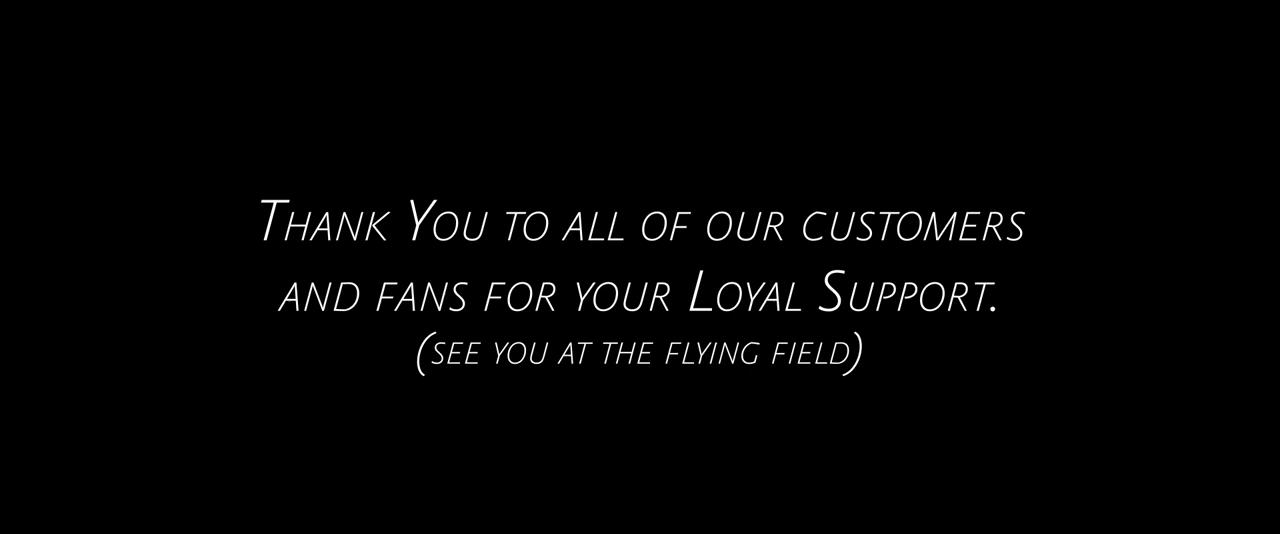 Thank You to all of our customers
and fans for your Loyal Support.
(see you at the flying field)